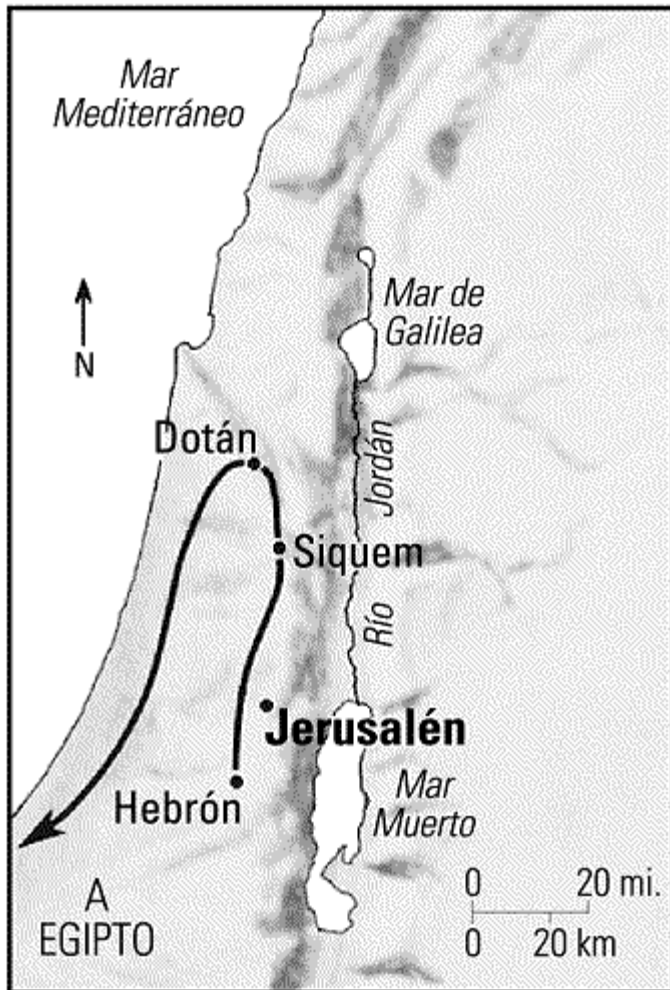 Mar
Mediterráneo
Mar de
Galilea
N
Dotán
Jordán
Siquem
Río
Jerusalén
Hebrón
Mar
Muerto
A
EGIPTO
0 20 mi.
0 20 km